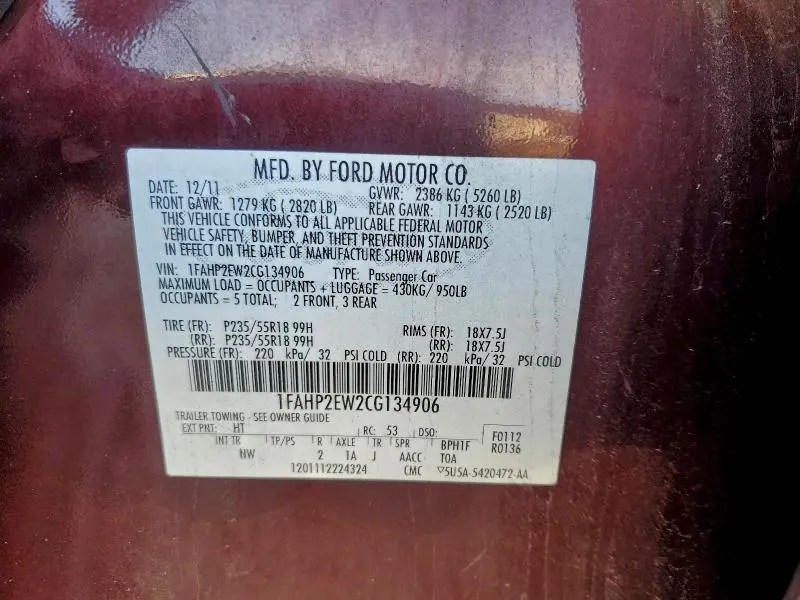 MFD. BY FORD MOTOR CO.
DATE: 12/11 GVWR: 2386 KG ( 5260 LB)
FRONT GAWR: 1279 KG ( 2820 LB) REAR GAWR: 1143 KG ( 2520 LB)
THIS VEHICLE CONFORMS TO ALL APPLICABLE FEDERAL MOTOR
VEHICLE SAFETY, BUMPER, AND THEFT PREVENTION STANDARDS
IN EFFECT ON THE DATE OF MANUFACTURE SHOWN ABOVE.
VIN: 1FAHP2EW2CG134906 TYPE: Passenger Car
MAXIMUM LOAD = OCCUPANTS + LUGGAGE = 430KG/ 950LB
OCCUPANTS = 5 TOTAL; 2 FRONT, 3 REAR
TIRE (FR): P235/55R18 99H RIMS (FR): 18X7.5J
(RR): P235/55R18 99H (RR): 18X7.5J
PRESSURE (FR): 220 kPa/ 32 PSI COLD (RR): 220 kPa/ 32 PSI COLD
1FAHP2EW2CG134906
TRAILER TOWING - SEE OWNER GUIDE
EXT PNT: HT RC: 53 DSO: F0112
INT TR TP/PS R AXLE TR SPR BPH1F R0136
NW 2 1A J AACC TOA
1201112224324 CMC 5U5A-5420472-AA